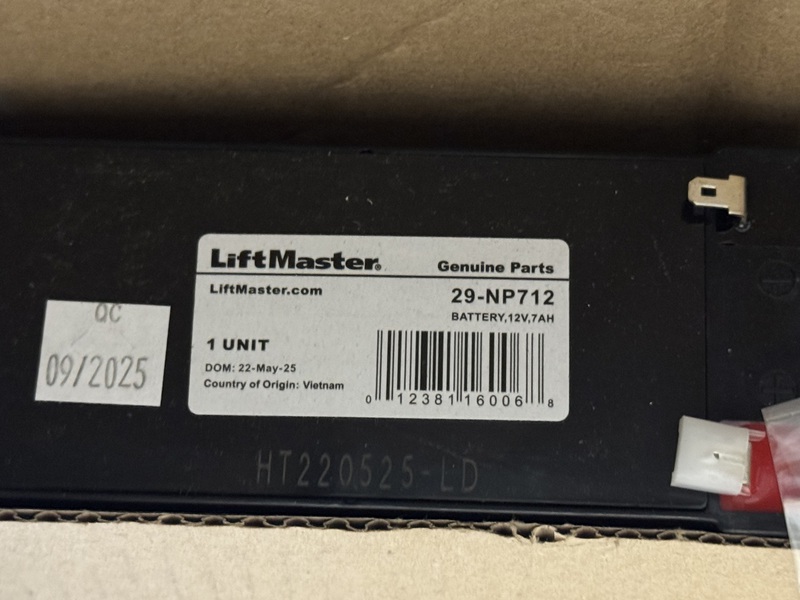 LiftMaster®
Genuine Parts
LiftMaster.com
29-NP712
BATTERY,12V,7AH
1 UNIT
DOM: 22-May-25
Country of Origin: Vietnam
0 12381 16006 8
QC
09/2025
HT220525-LD